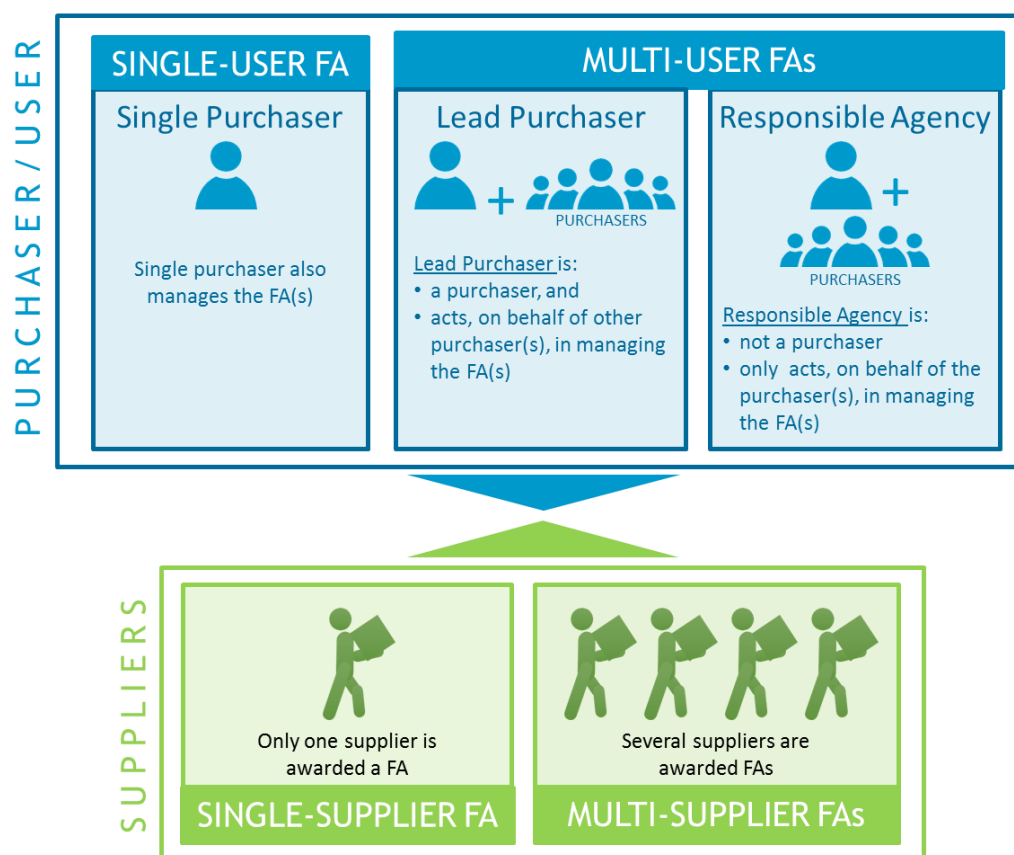 PURCHASER/USER
SINGLE-USER FA
Single Purchaser
Single purchaser also
manages the FA(s)
MULTI-USER FAs
Lead Purchaser
+
PURCHASERS
Lead Purchaser is:
• a purchaser, and
• acts, on behalf of other
purchaser(s), in managing
the FA(s)
Responsible Agency
+
PURCHASERS
Responsible Agency is:
• not a purchaser
• only acts, on behalf of the
purchaser(s), in managing
the FA(s)
SUPPLIERS
Only one supplier is
awarded a FA
SINGLE-SUPPLIER FA
Several suppliers are
awarded FAs
MULTI-SUPPLIER FAs